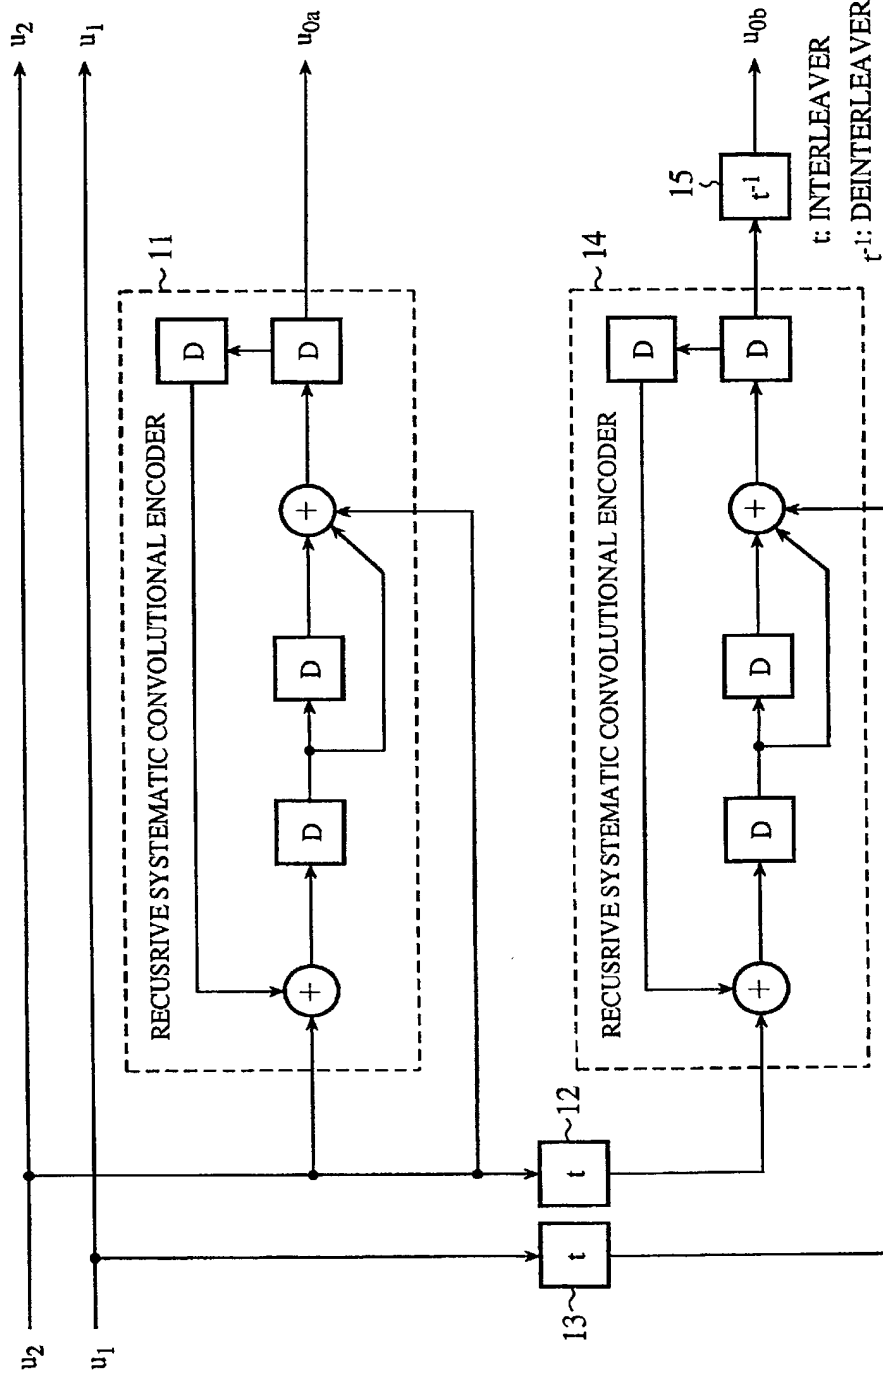 u2 u2
u1 u1
11
RECUSRIVE SYSTEMATIC CONVOLUTIONAL ENCODER
D
+ D D + D u0a
13 t t 12
14
RECUSRIVE SYSTEMATIC CONVOLUTIONAL ENCODER
D
15
+ D D + D t-1 u0b
t: INTERLEAVER
t-1: DEINTERLEAVER